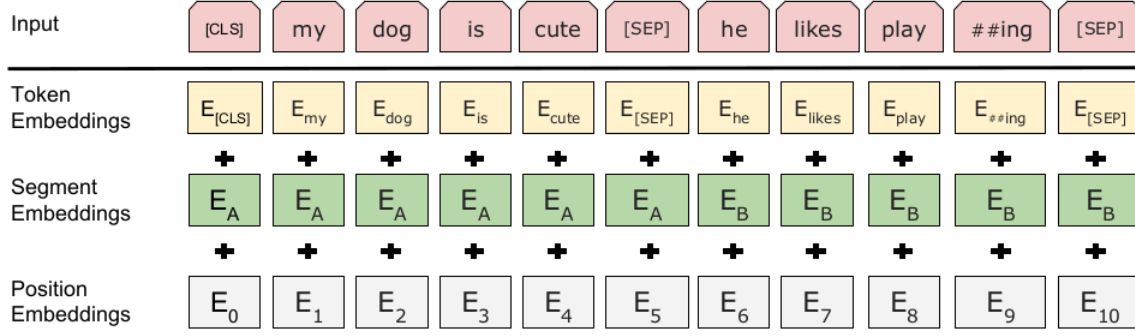 Input [CLS] my dog is cute [SEP] he likes play ##ing [SEP]
Token
Embeddings E[CLS] Emy Edog Eis Ecute E[SEP] Ehe Elikes Eplay E##ing E[SEP]
+ + + + + + + + + + +
Segment
Embeddings EA EA EA EA EA EA EB EB EB EB EB
+ + + + + + + + + + +
Position
Embeddings E0 E1 E2 E3 E4 E5 E6 E7 E8 E9 E10